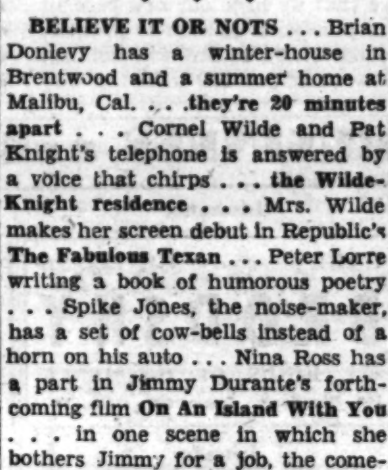 BELIEVE IT OR NOTS . . . Brian
Donlevy has a winter-house in
Brentwood and a summer home at
Malibu, Cal. . . .they're 20 minutes
apart . . . Cornel Wilde and Pat
Knight's telephone is answered by
a voice that chirps . . . the Wilde-
Knight residence . . . Mrs. Wilde
makes her screen debut in Republic's
The Fabulous Texan . . . Peter Lorre
writing a book of humorous poetry
. . . Spike Jones, the noise-maker,
has a set of cow-bells instead of a
horn on his auto . . . Nina Ross has
a part in Jimmy Durante's forth-
coming film On An Island With You
. . . in one scene in which she
bothers Jimmy for a job, the come-